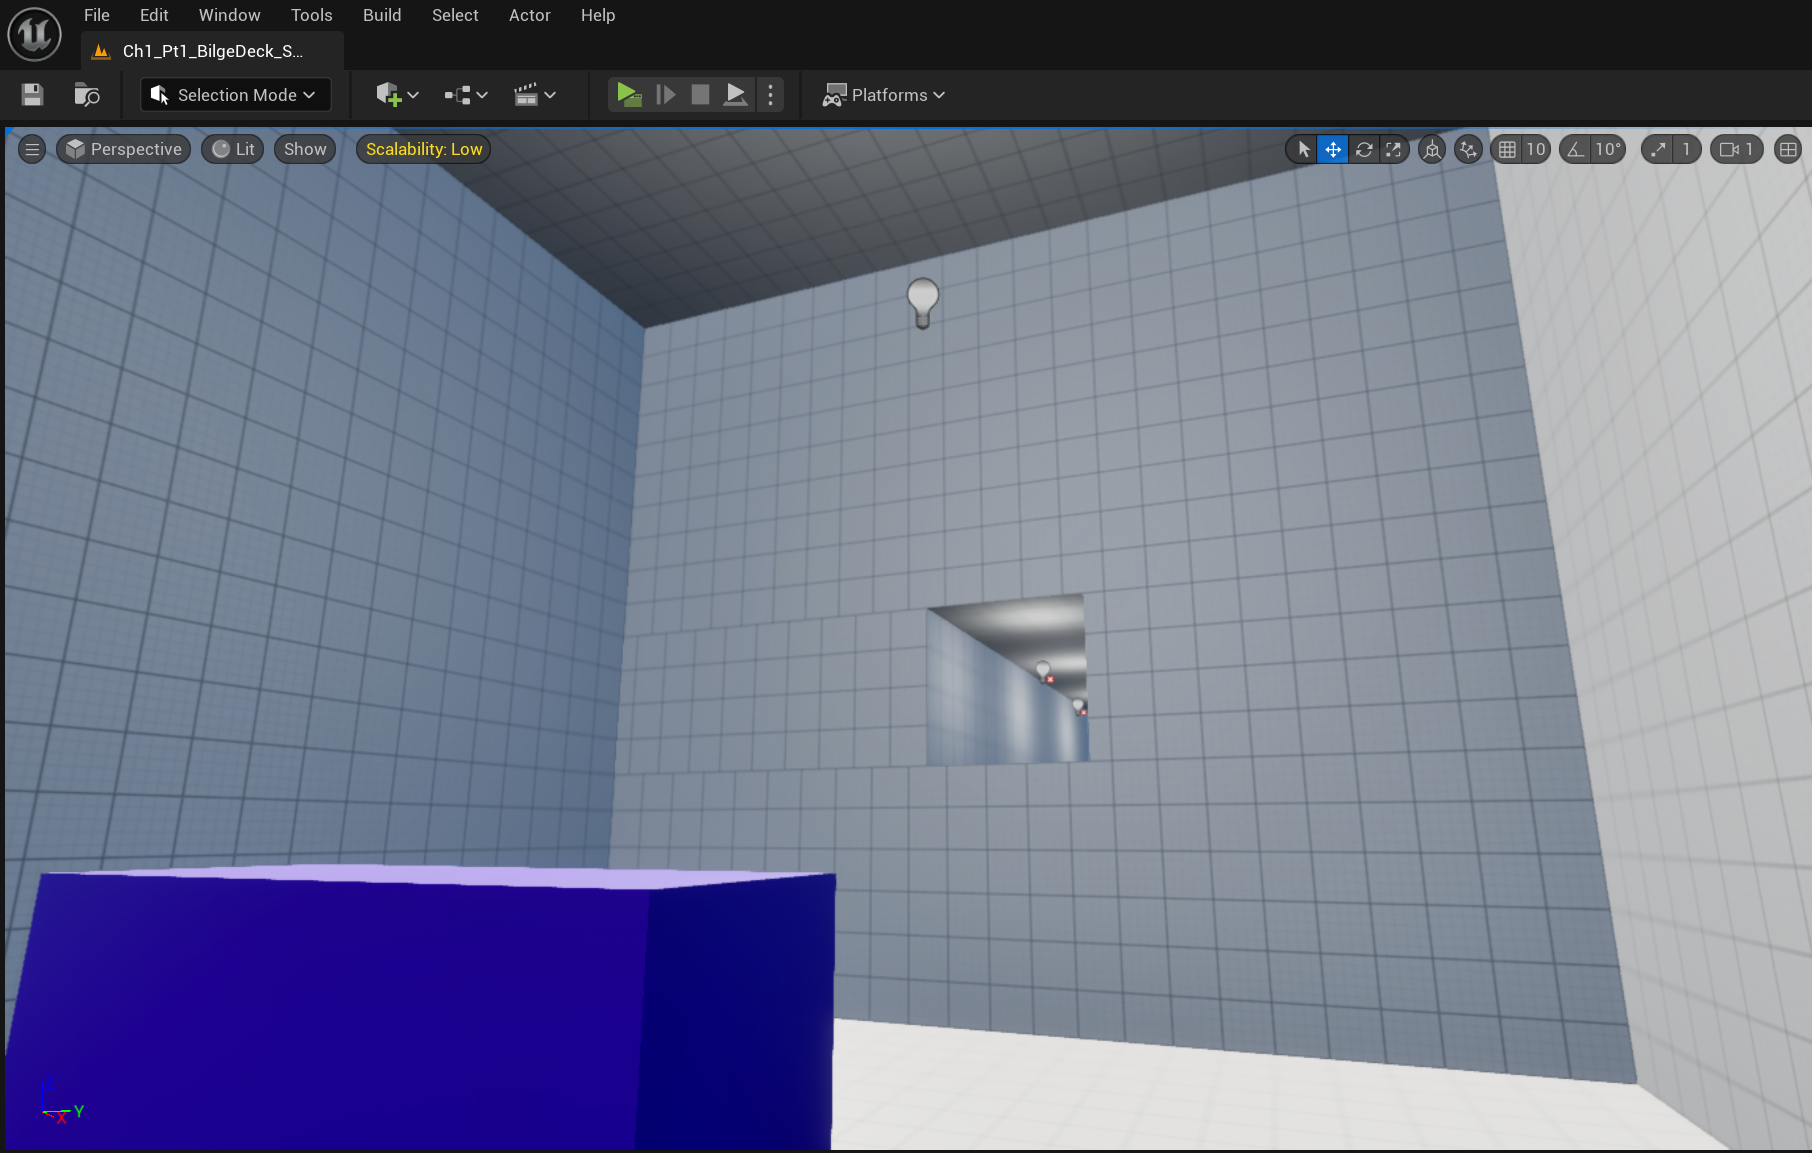 File Edit Window Tools Build Select Actor Help
Ch1_Pt1_BilgeDeck_S...
Selection Mode Platforms
Perspective Lit Show Scalability: Low 10 10° 1 1
Z
Y
X